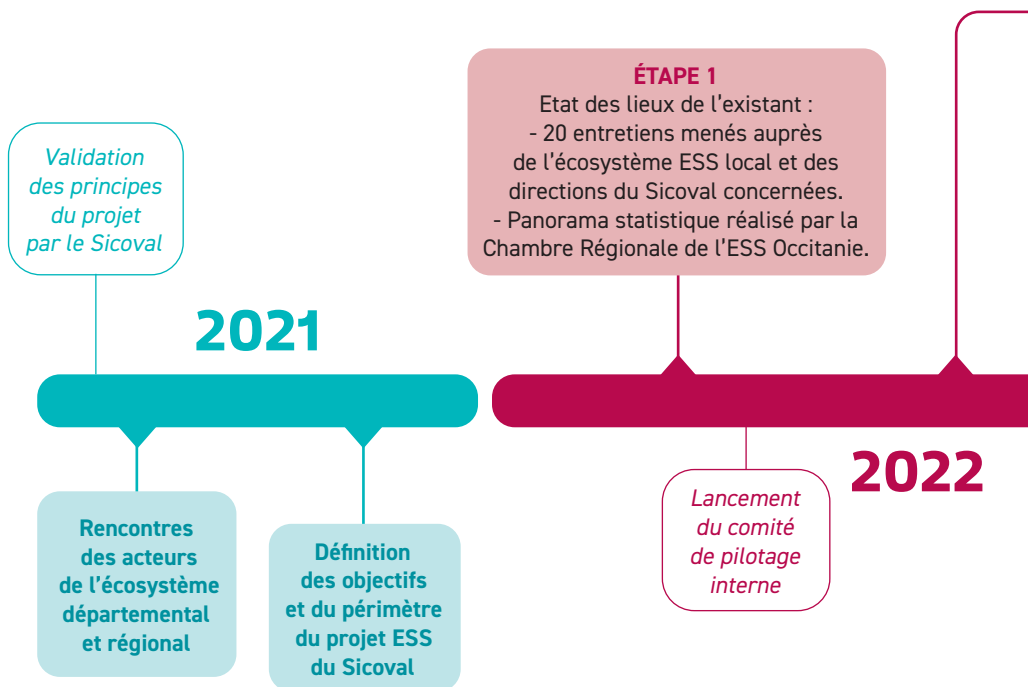 Validation
des principes
du projet
par le Sicoval
2021
Rencontres
des acteurs
de l'écosystème
départemental
et régional
Définition
des objectifs
et du périmètre
du projet ESS
du Sicoval
ÉTAPE 1
Etat des lieux de l'existant :
- 20 entretiens menés auprès
de l'écosystème ESS local et des
directions du Sicoval concernées.
- Panorama statistique réalisé par la
Chambre Régionale de l'ESS Occitanie.
2022
Lancement
du comité
de pilotage
interne